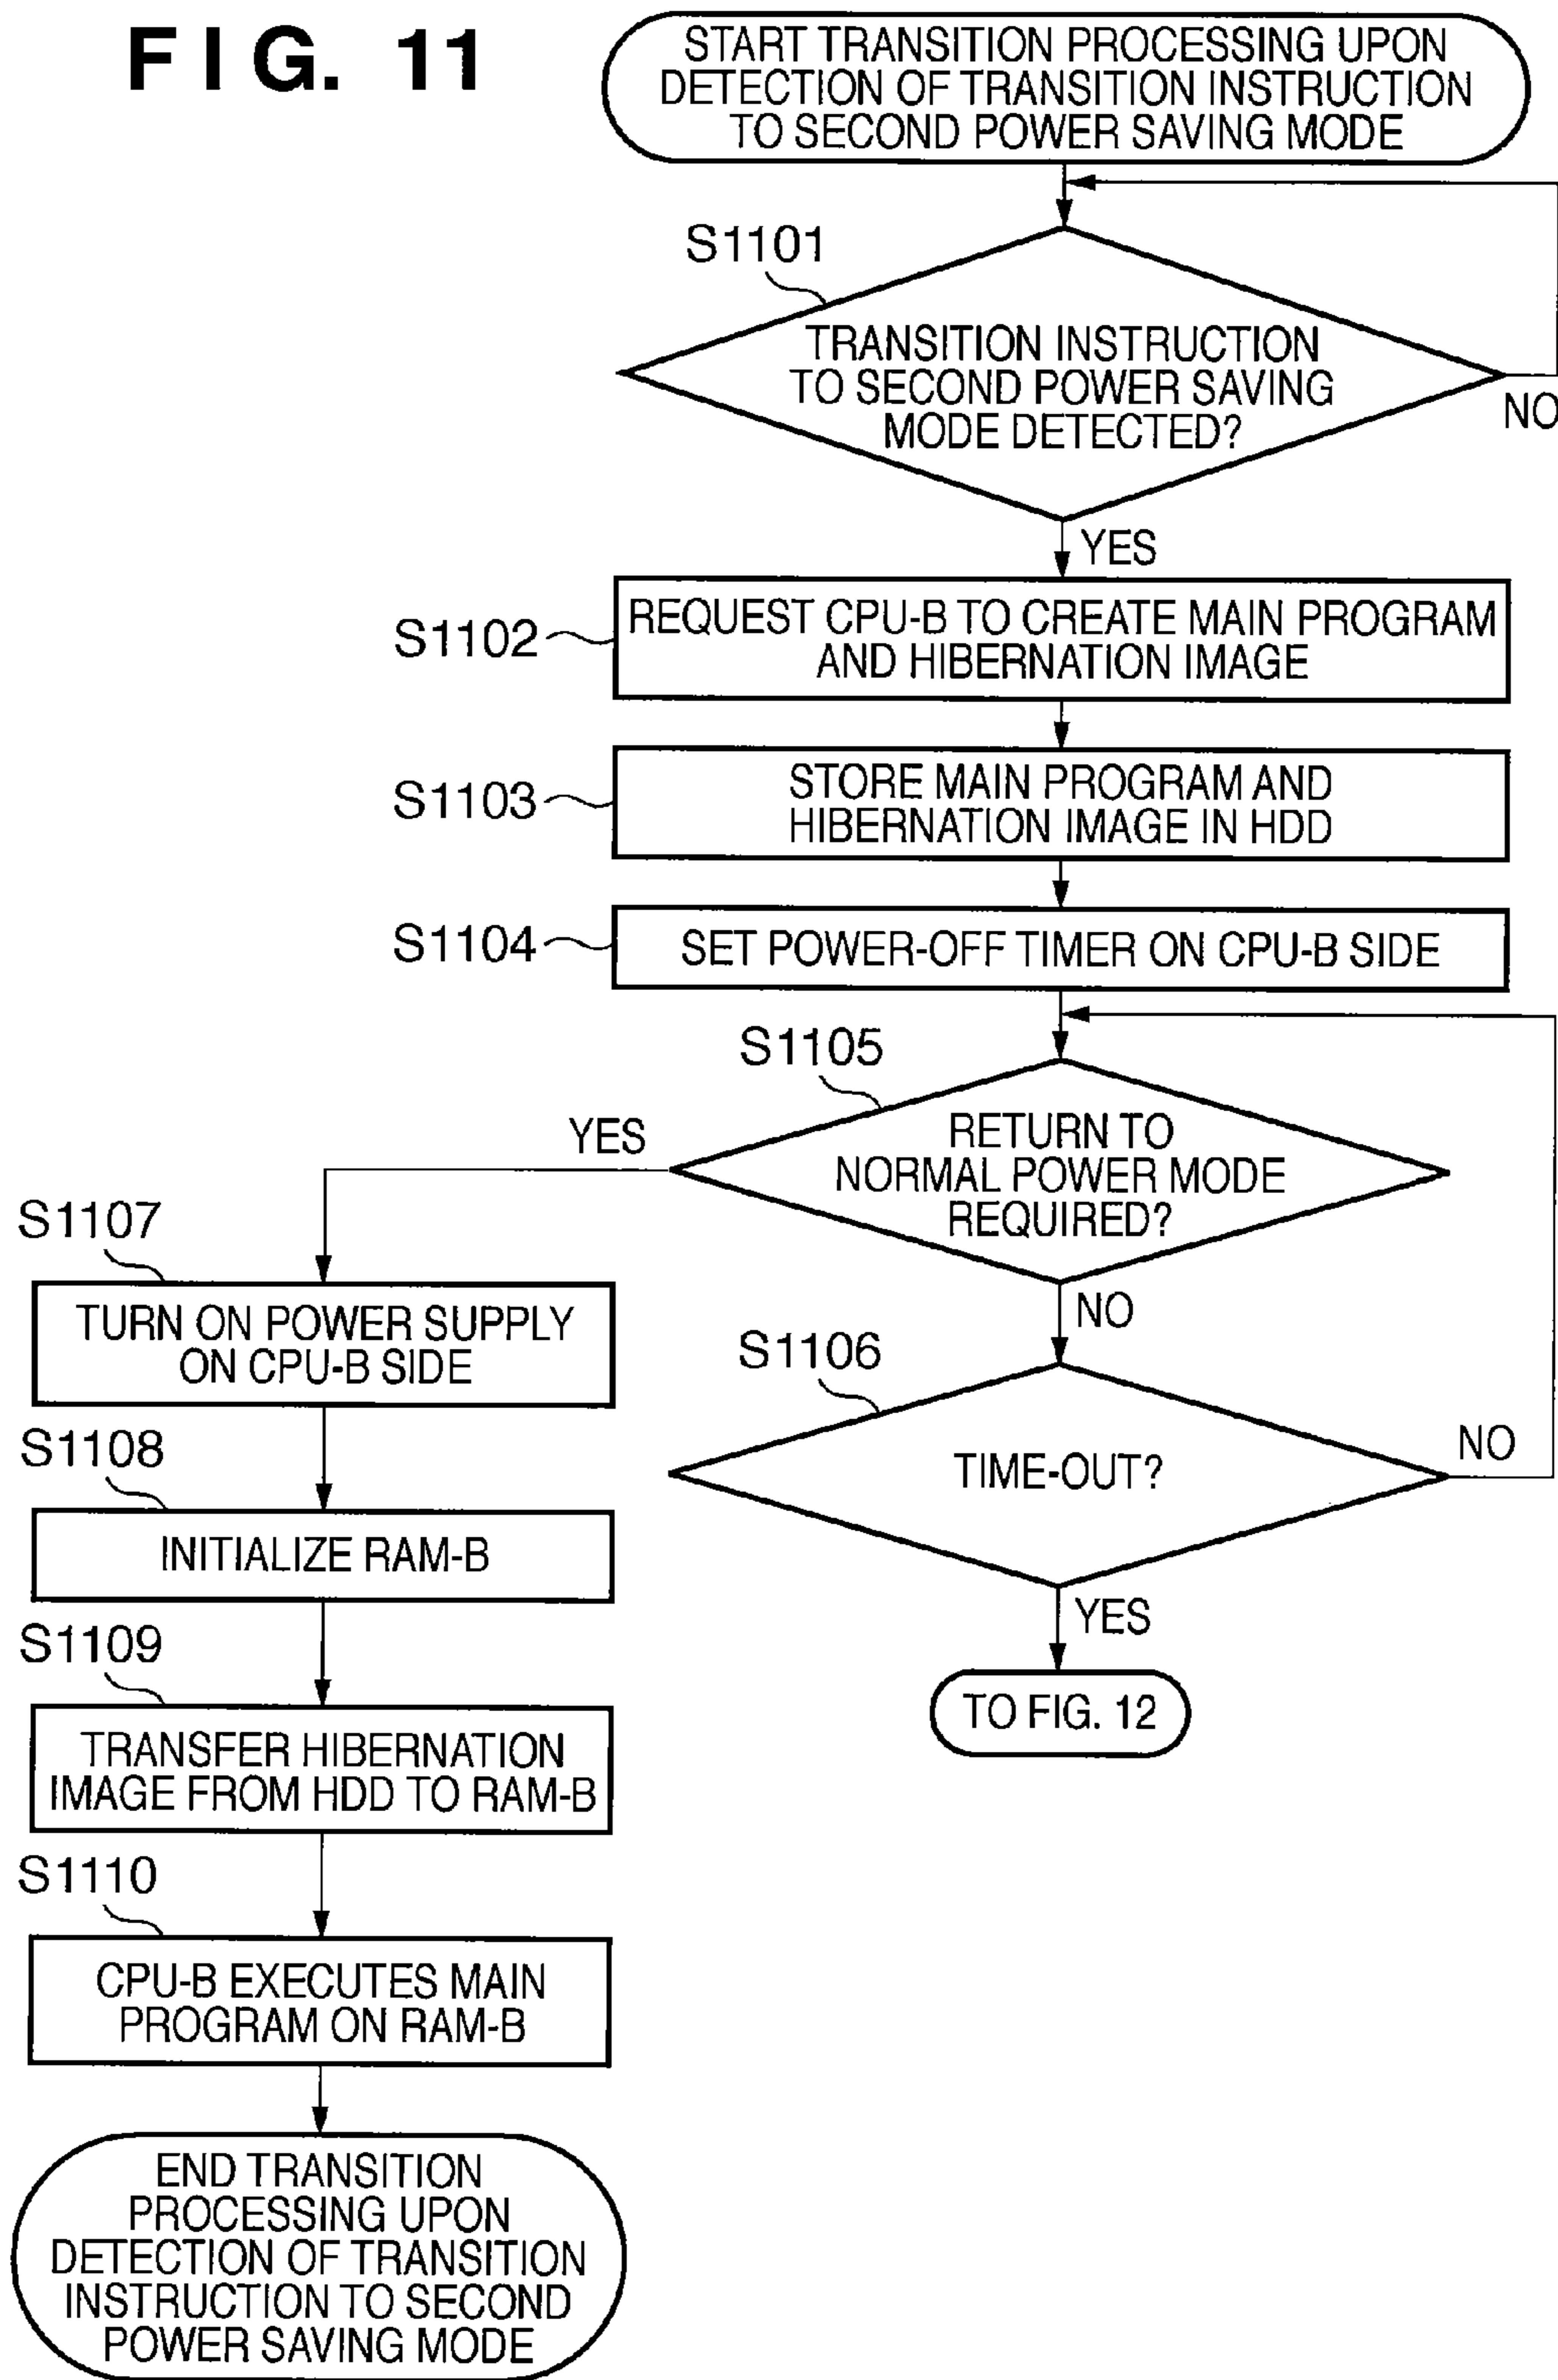 FIG. 11
START TRANSITION PROCESSING UPON
DETECTION OF TRANSITION INSTRUCTION
TO SECOND POWER SAVING MODE
S1101
TRANSITION INSTRUCTION
TO SECOND POWER SAVING
MODE DETECTED?
NO
YES
S1102
REQUEST CPU-B TO CREATE MAIN PROGRAM
AND HIBERNATION IMAGE
S1103
STORE MAIN PROGRAM AND
HIBERNATION IMAGE IN HDD
S1104
SET POWER-OFF TIMER ON CPU-B SIDE
S1105
RETURN TO
NORMAL POWER MODE
REQUIRED?
YES
NO
S1106
TIME-OUT?
NO
YES
TO FIG. 12
S1107
TURN ON POWER SUPPLY
ON CPU-B SIDE
S1108
INITIALIZE RAM-B
S1109
TRANSFER HIBERNATION
IMAGE FROM HDD TO RAM-B
S1110
CPU-B EXECUTES MAIN
PROGRAM ON RAM-B
END TRANSITION
PROCESSING UPON
DETECTION OF TRANSITION
INSTRUCTION TO SECOND
POWER SAVING MODE